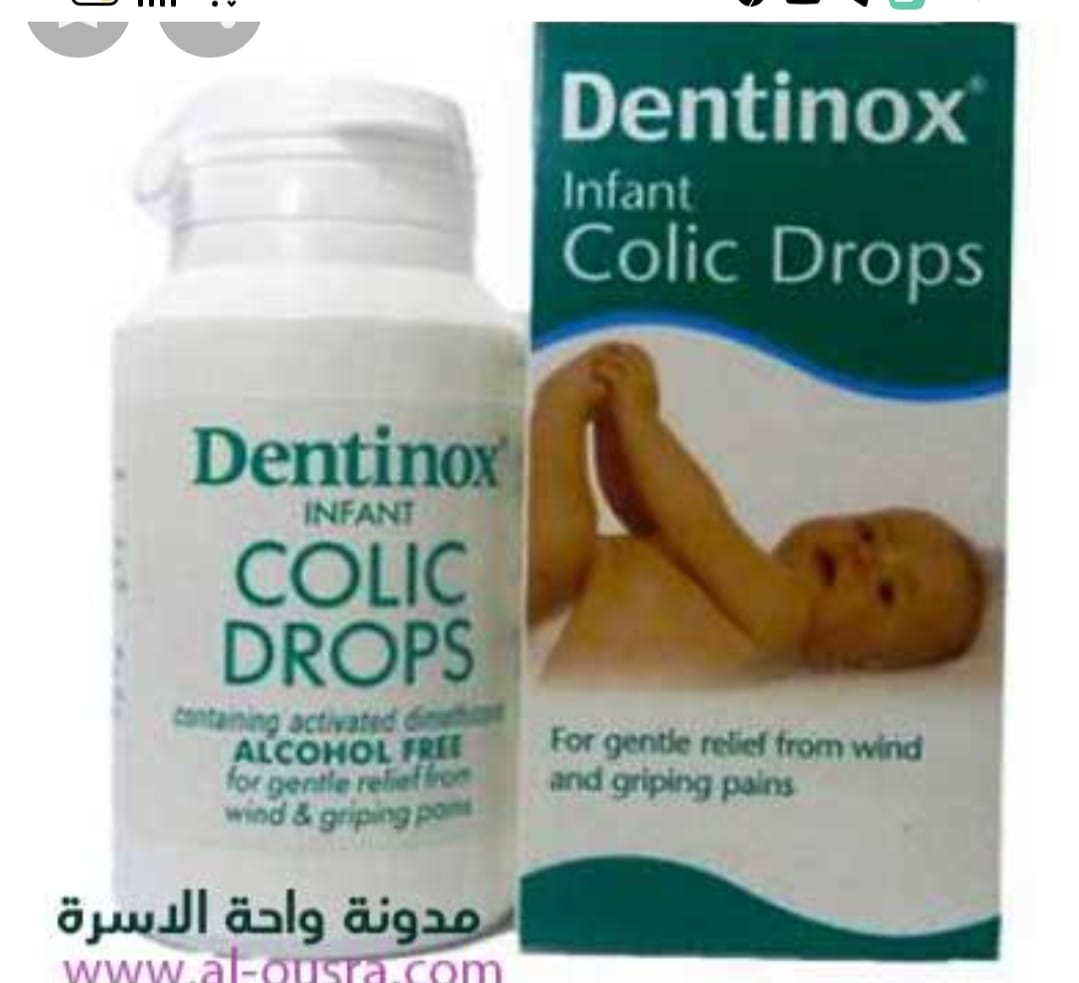 Dentinox®
Infant
Colic Drops
For gentle relief from wind
and griping pains
Dentinox®
INFANT
COLIC
DROPS
containing activated dimethicone
ALCOHOL FREE
for gentle relief from
wind & griping pains
مدونة واحة الاسرة
www.al-ousra.com